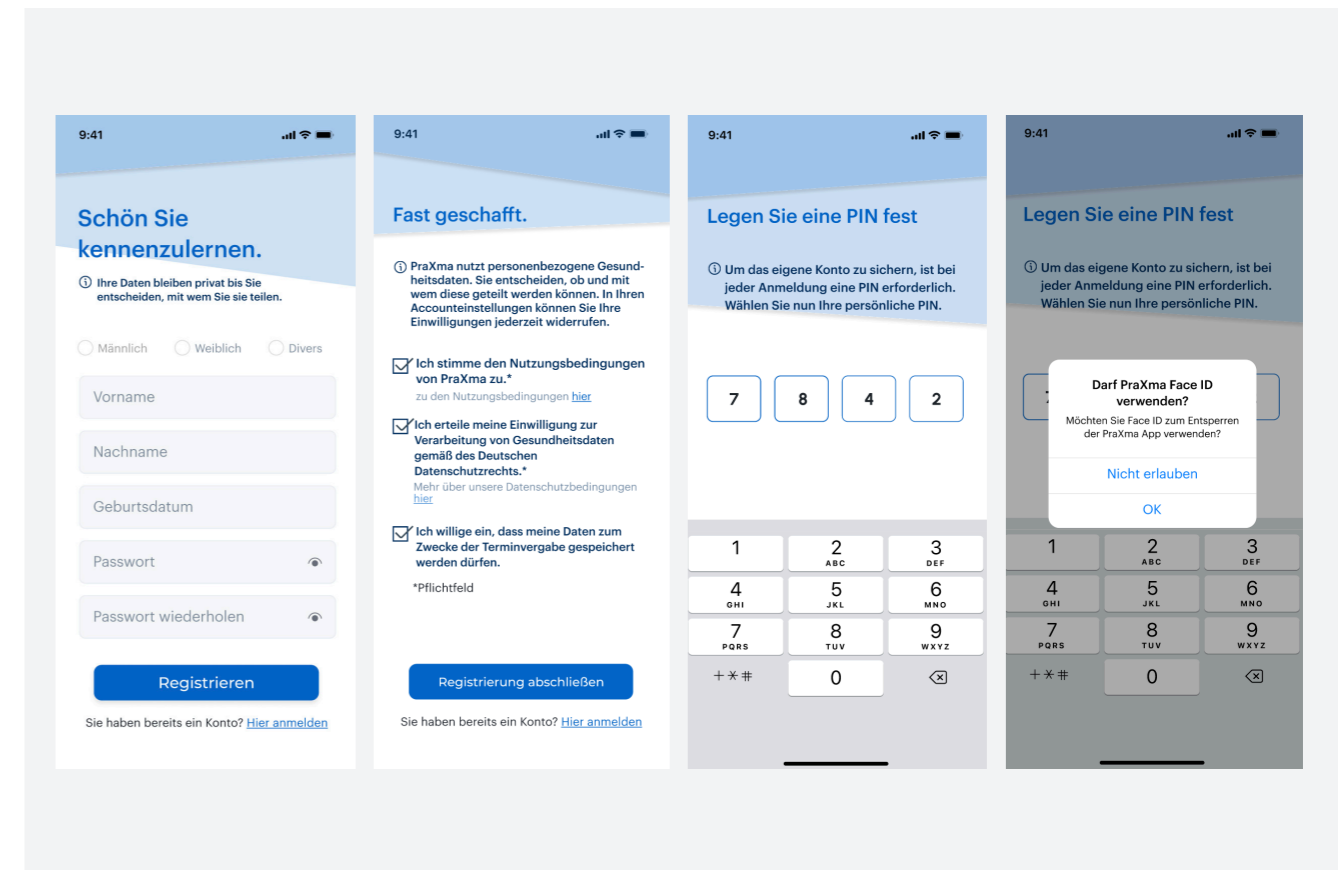 9:41
Schön Sie
kennenzulernen.
Ihre Daten bleiben privat bis Sie
entscheiden, mit wem Sie sie teilen.
Männlich Weiblich Divers
Vorname
Nachname
Geburtsdatum
Passwort
Passwort wiederholen
Registrieren
Sie haben bereits ein Konto? Hier anmelden
9:41
Fast geschafft.
PraXma nutzt personenbezogene Gesund-
heitsdaten. Sie entscheiden, ob und mit
wem diese geteilt werden können. In Ihren
Accounteinstellungen können Sie Ihre
Einwilligungen jederzeit widerrufen.
Ich stimme den Nutzungsbedingungen
von PraXma zu.*
zu den Nutzungsbedingungen hier
Ich erteile meine Einwilligung zur
Verarbeitung von Gesundheitsdaten
gemäß des Deutschen
Datenschutzrechts.*
Mehr über unsere Datenschutzbedingungen
hier
Ich willige ein, dass meine Daten zum
Zwecke der Terminvergabe gespeichert
werden dürfen.
*Pflichtfeld
Registrierung abschließen
Sie haben bereits ein Konto? Hier anmelden
9:41
Legen Sie eine PIN fest
Um das eigene Konto zu sichern, ist bei
jeder Anmeldung eine PIN erforderlich.
Wählen Sie nun Ihre persönliche PIN.
7 8 4 2
1 2 3
ABC DEF
4 5 6
GHI JKL MNO
7 8 9
PQRS TUV WXYZ
+*# 0
9:41
Legen Sie eine PIN fest
Um das eigene Konto zu sichern, ist bei
jeder Anmeldung eine PIN erforderlich.
Wählen Sie nun Ihre persönliche PIN.
Darf PraXma Face ID
verwenden?
Möchten Sie Face ID zum Entsperren
der PraXma App verwenden?
Nicht erlauben
OK
1 2 3
ABC DEF
4 5 6
GHI JKL MNO
7 8 9
PQRS TUV WXYZ
+*# 0